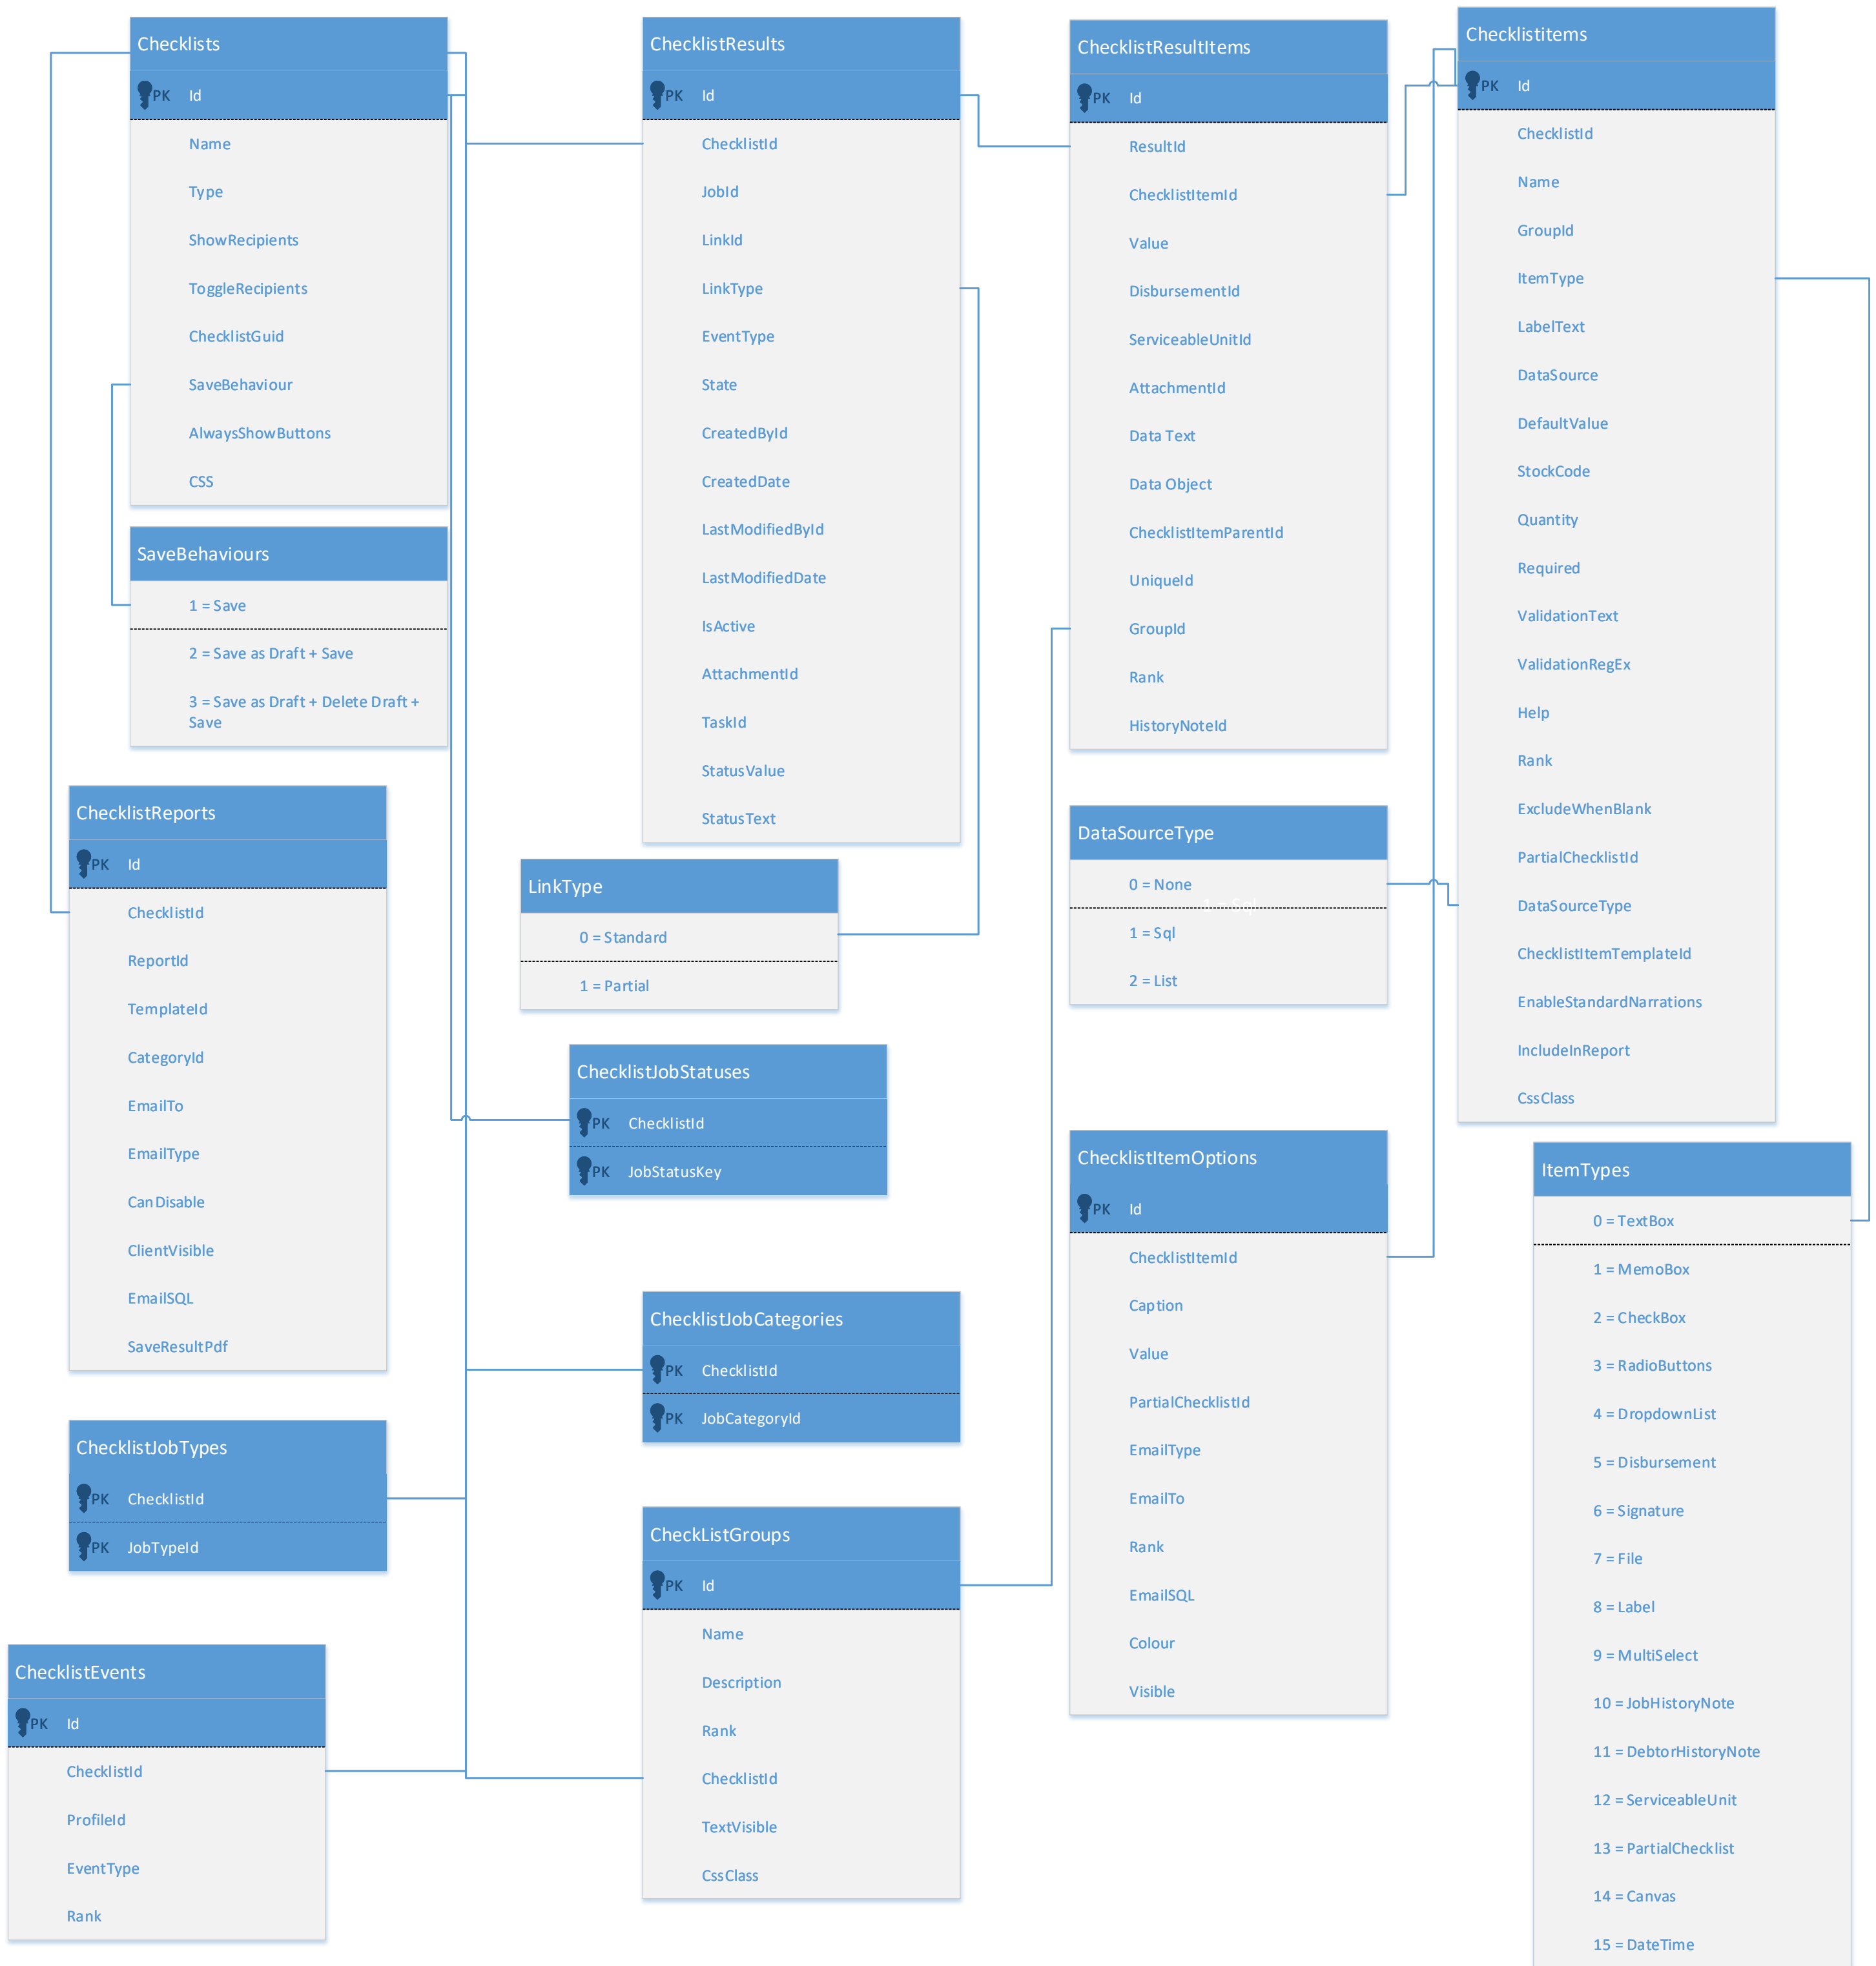 Checklists
PK Id
Name
Type
ShowRecipients
ToggleRecipients
ChecklistGuid
SaveBehaviour
AlwaysShowButtons
CSS
SaveBehaviours
1 = Save
2 = Save as Draft + Save
3 = Save as Draft + Delete Draft +
Save
ChecklistReports
PK Id
ChecklistId
ReportId
TemplateId
CategoryId
EmailTo
EmailType
CanDisable
ClientVisible
EmailSQL
SaveResultPdf
ChecklistJobTypes
PK ChecklistId
PK JobTypeId
ChecklistEvents
PK Id
ChecklistId
ProfileId
EventType
Rank
ChecklistResults
PK Id
ChecklistId
JobId
LinkId
LinkType
EventType
State
CreatedById
CreatedDate
LastModifiedById
LastModifiedDate
IsActive
AttachmentId
TaskId
StatusValue
StatusText
LinkType
0 = Standard
1 = Partial
ChecklistJobStatuses
PK ChecklistId
PK JobStatusKey
ChecklistJobCategories
PK ChecklistId
PK JobCategoryId
CheckListGroups
PK Id
Name
Description
Rank
ChecklistId
TextVisible
CssClass
ChecklistResultItems
PK Id
ResultId
ChecklistItemId
Value
DisbursementId
ServiceableUnitId
AttachmentId
Data Text
Data Object
ChecklistItemParentId
UniqueId
GroupId
Rank
HistoryNoteId
DataSourceType
0 = None
1 = Sql
1 = Sql
2 = List
ChecklistItemOptions
PK Id
ChecklistItemId
Caption
Value
PartialChecklistId
EmailType
EmailTo
Rank
EmailSQL
Colour
Visible
Checklistitems
PK Id
ChecklistId
Name
GroupId
ItemType
LabelText
DataSource
DefaultValue
StockCode
Quantity
Required
ValidationText
ValidationRegEx
Help
Rank
ExcludeWhenBlank
PartialChecklistId
DataSourceType
ChecklistItemTemplateId
EnableStandardNarrations
IncludeInReport
CssClass
ItemTypes
0 = TextBox
1 = MemoBox
2 = CheckBox
3 = RadioButtons
4 = DropdownList
5 = Disbursement
6 = Signature
7 = File
8 = Label
9 = MultiSelect
10 = JobHistoryNote
11 = DebtorHistoryNote
12 = ServiceableUnit
13 = PartialChecklist
14 = Canvas
15 = DateTime